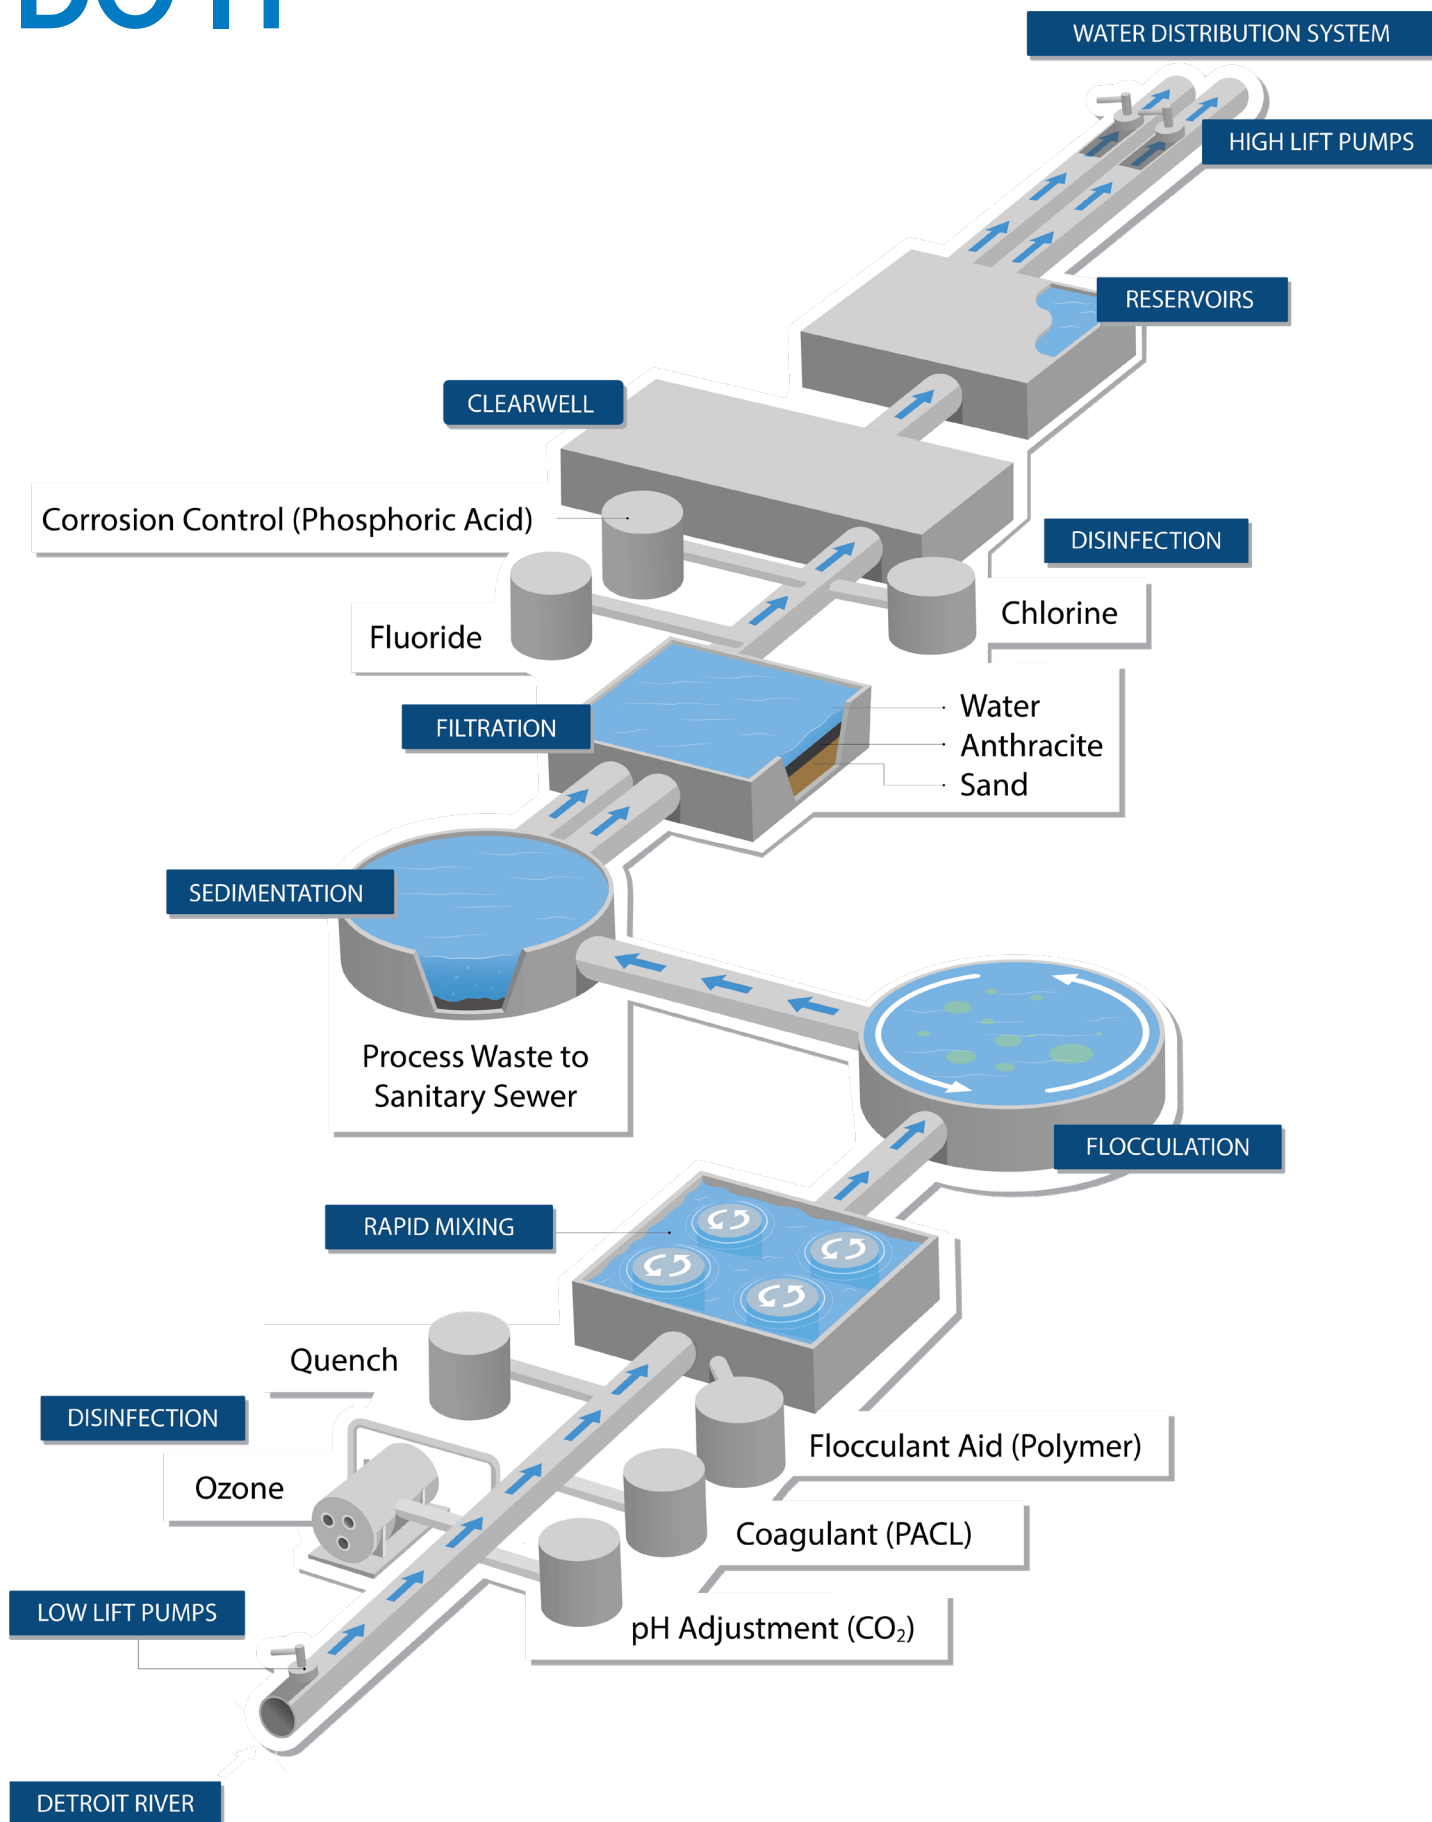 DO IT
WATER DISTRIBUTION SYSTEM
HIGH LIFT PUMPS
RESERVOIRS
CLEARWELL
Corrosion Control (Phosphoric Acid)
DISINFECTION
Chlorine
Fluoride
FILTRATION
Water
Anthracite
Sand
SEDIMENTATION
Process Waste to
Sanitary Sewer
FLOCCULATION
RAPID MIXING
Quench
DISINFECTION
Ozone
Flocculant Aid (Polymer)
Coagulant (PACL)
LOW LIFT PUMPS
pH Adjustment (CO₂)
DETROIT RIVER